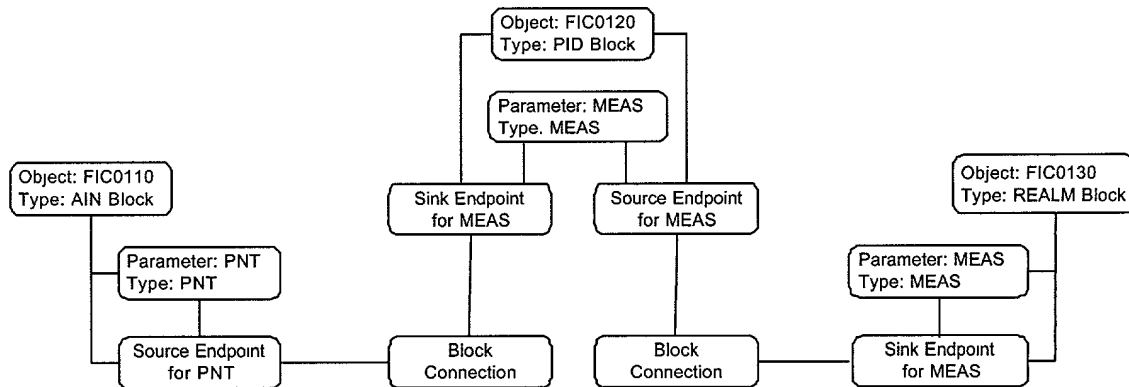 Object: FIC0120
Type: PID Block
Parameter: MEAS
Type. MEAS
Object: FIC0110
Type: AIN Block
Sink Endpoint
for MEAS
Source Endpoint
for MEAS
Object: FIC0130
Type: REALM Block
Parameter: PNT
Type: PNT
Parameter: MEAS
Type: MEAS
Source Endpoint
for PNT
Block
Connection
Block
Connection
Sink Endpoint
for MEAS